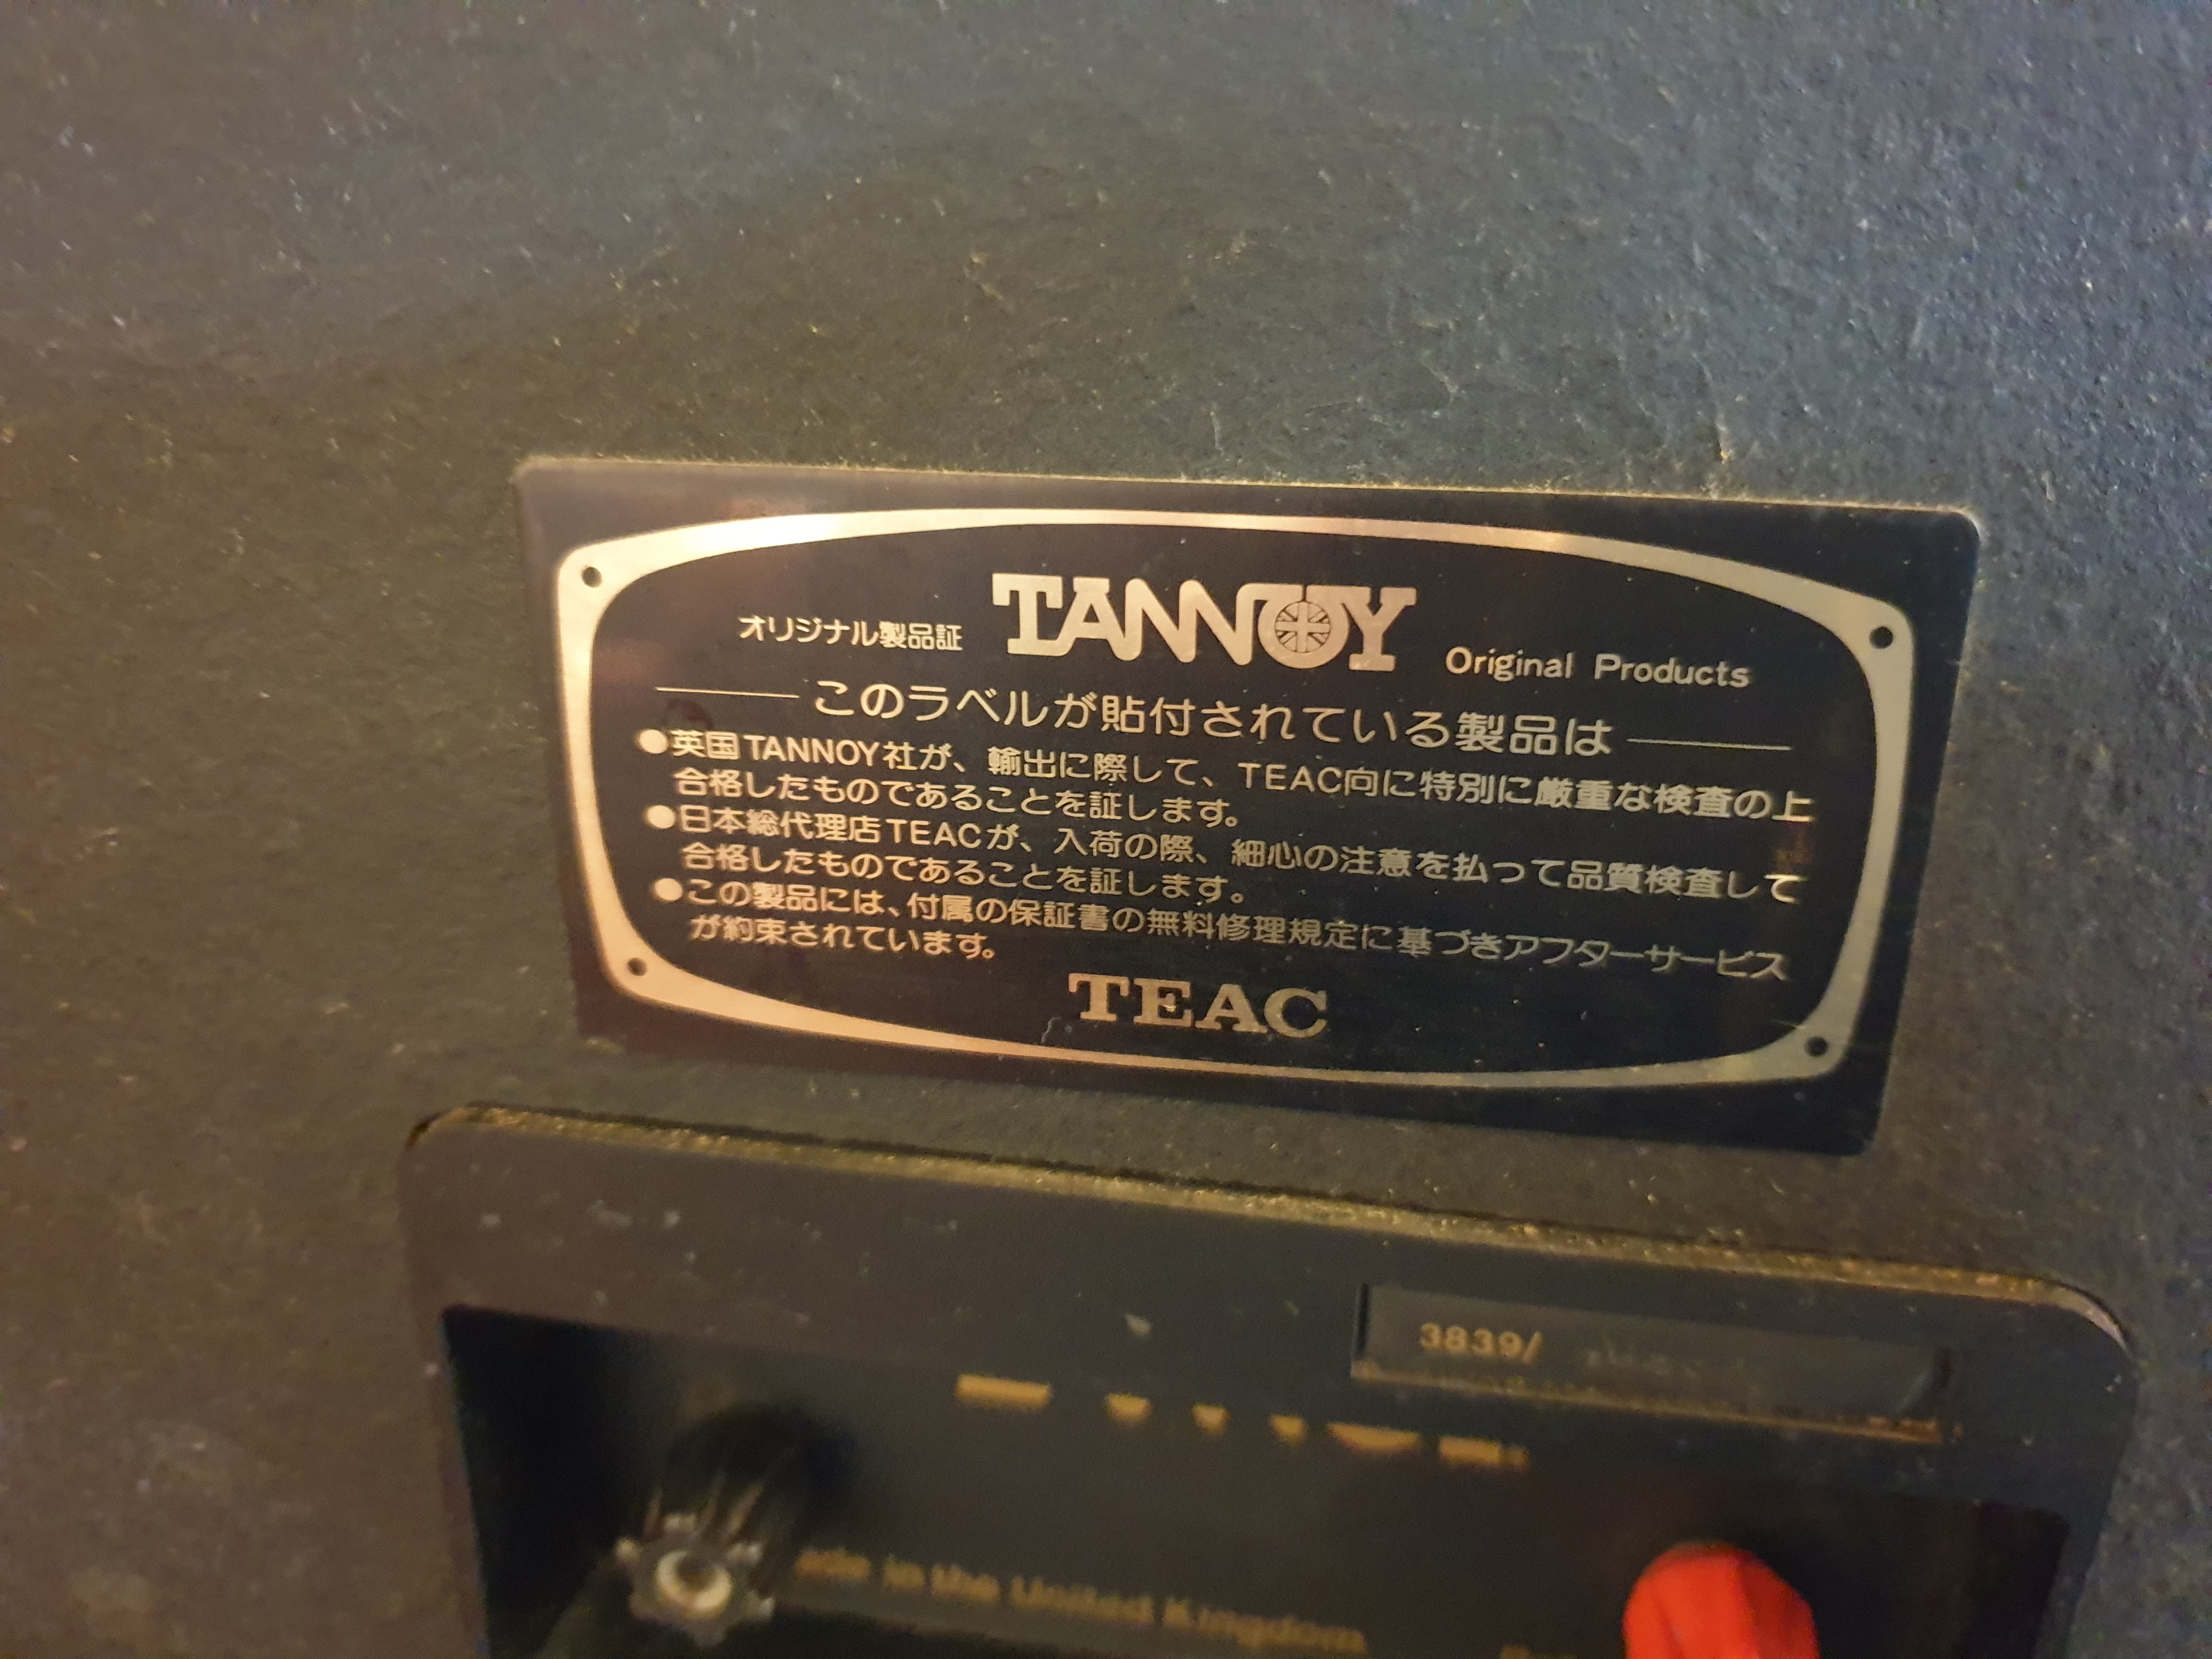 オリジナル製品証 TANNOY Original Products
このラベルが貼付されている製品は
●英国TANNOY社が、輸出に際して、TEAC向に特別に厳重な検査の上
合格したものであることを証します。
●日本総代理店TEACが、入荷の際、細心の注意を払って品質検査して
合格したものであることを証します。
●この製品には、付属の保証書の無料修理規定に基づきアフターサービス
が約束されています。
TEAC
3839/
in the United Kingdom